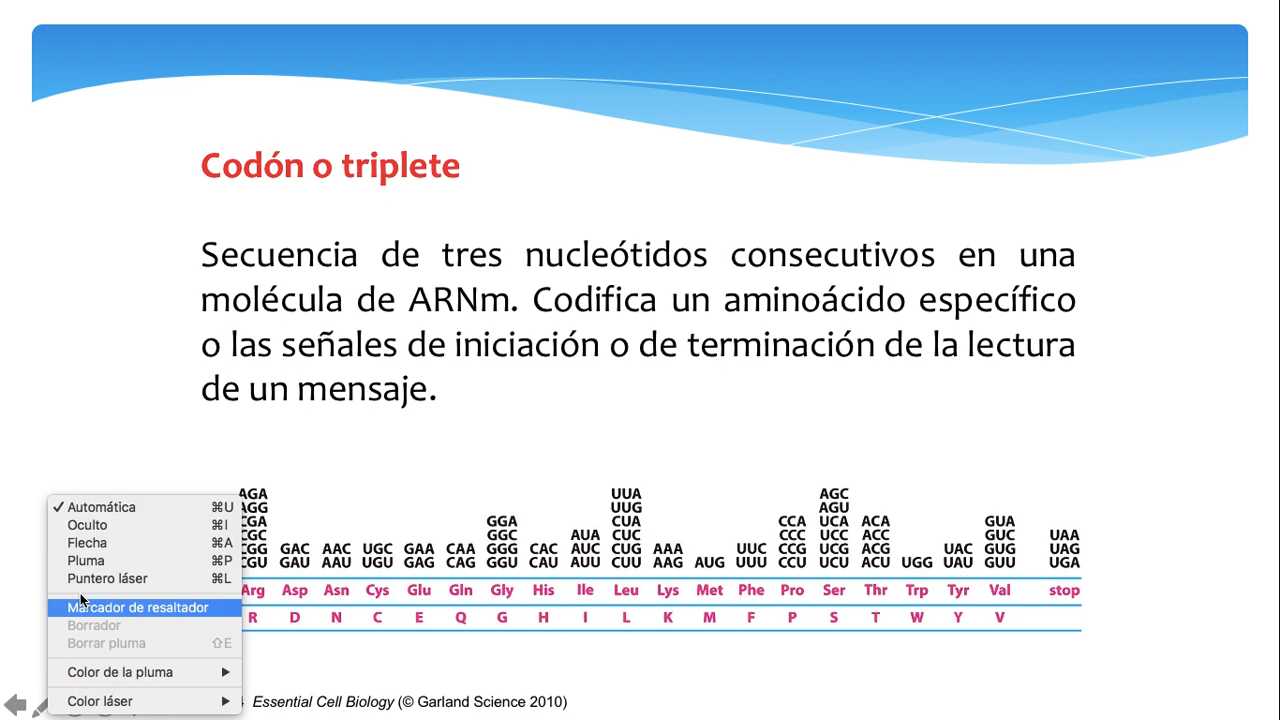 Codón o triplete
Secuencia de tres nucleótidos consecutivos en una
molécula de ARNm. Codifica un aminoácido específico
o las señales de iniciación o de terminación de la lectura
de un mensaje.
AGA UUA AGC
AGG UUG AGU
CGA GGA CUA CCA UCA ACA GUA
CGC GGC AUA CUC CCC UCC ACC GUC UAA
CGG GAC AAC UGC GAA CAA GGG CAC AUC CUG AAA UUC CCG UCG ACG UAC GUG UAG
CGU GAU AAU UGU GAG CAG GGU CAU AUU CUU AAG AUG UUU CCU UCU ACU UGG UAU GUU UGA
Arg Asp Asn Cys Glu Gln Gly His Ile Leu Lys Met Phe Pro Ser Thr Trp Tyr Val stop
R D N C E Q G H I L K M F P S T W Y V
✓ Automática ⌘U
Oculto ⌘I
Flecha ⌘A
Pluma ⌘P
Puntero láser ⌘L
Marcador de resaltador
Borrador
Borrar pluma ⇧E
Color de la pluma
Color láser
4 Essential Cell Biology (© Garland Science 2010)